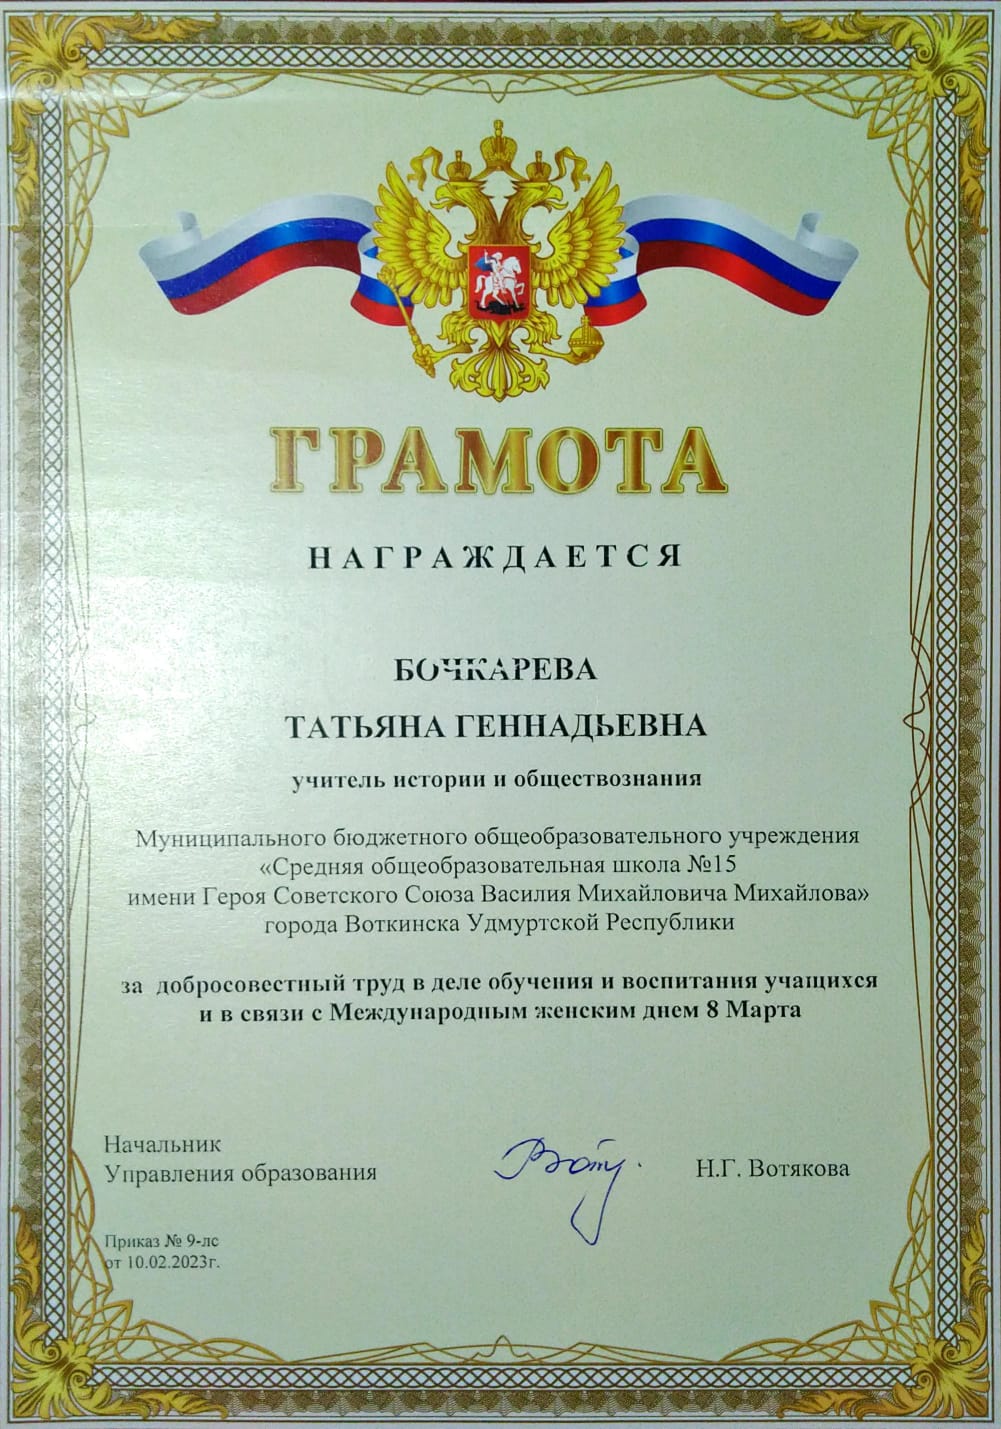 ГРАМОТА
НАГРАЖДАЕТСЯ
БОЧКАРЕВА
ТАТЬЯНА ГЕННАДЬЕВНА
учитель истории и обществознания
Муниципального бюджетного общеобразовательного учреждения
«Средняя общеобразовательная школа №15
имени Героя Советского Союза Василия Михайловича Михайлова»
города Воткинска Удмуртской Республики
за добросовестный труд в деле обучения и воспитания учащихся
и в связи с Международным женским днем 8 Марта
Начальник
Управления образования
Н.Г. Вотякова
Приказ № 9-лс
от 10.02.2023г.